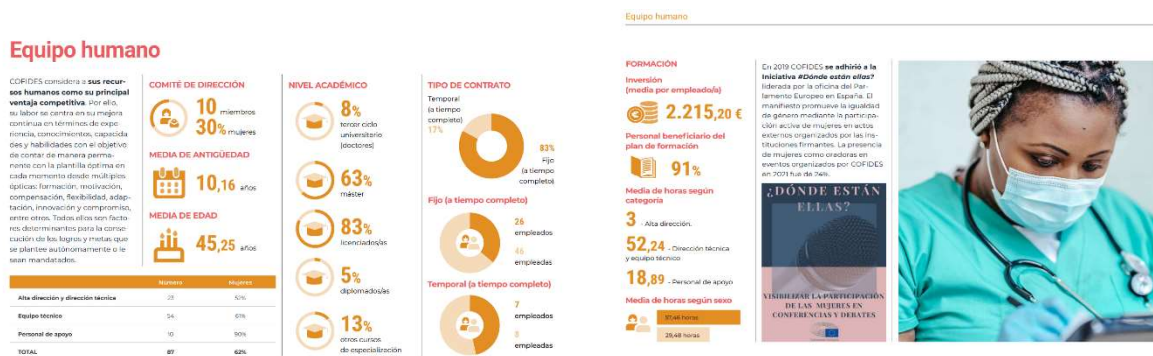 Equipo humano
COFIDES considera a sus recur-
sos humanos como su principal
ventaja competitiva. Por ello,
su labor se centra en su mejora
continua en términos de expe-
riencia, conocimientos, capacida
des y habilidades con el objetivo
de contar de manera perma-
nente con la plantilla óptima en
cada momento desde múltiples
ópticas: formación, motivación,
compensación, flexibilidad, adap-
tación, innovación y compromiso,
entre otros. Todos ellos son facto-
res determinantes para la conse-
cución de los logros y metas que
se plantee autónomamente o le
sean mandatados.
COMITÉ DE DIRECCIÓN
10 miembros
30% mujeres
MEDIA DE ANTIGÜEDAD
10,16 años
MEDIA DE EDAD
45,25 años
Número Mujeres
Alta dirección y dirección técnica 23 52%
Equipo técnico 54 61%
Personal de apoyo 10 90%
TOTAL 87 62%
NIVEL ACADÉMICO
8%
tercer ciclo
universitario
(doctores)
63%
máster
83%
licenciados/as
5%
diplomados/as
13%
otros cursos
de especialización
TIPO DE CONTRATO
Temporal
(a tiempo
completo)
17%
83%
Fijo
(a tiempo
completo)
Fijo (a tiempo completo)
26
empleados
46
empleadas
Temporal (a tiempo completo)
7
empleados
8
empleadas
Equipo humano
FORMACIÓN
Inversión
(media por empleado/a)
2.215,20 €
Personal beneficiario del
plan de formación
91%
Media de horas según
categoría
3 - Alta dirección.
52,24 - Dirección técnica
y equipo técnico
18,89 - Personal de apoyo
Media de horas según sexo
37,46 horas
29,48 horas
En 2019 COFIDES se adhirió a la
Iniciativa #Dónde están ellas?
liderada por la oficina del Par-
lamento Europeo en España. El
manifiesto promueve la igualdad
de género mediante la participa-
ción activa de mujeres en actos
externos organizados por las ins-
tituciones firmantes. La presencia
de mujeres como oradoras en
eventos organizados por COFIDES
en 2021 fue de 24%.
¿DÓNDE ESTÁN
ELLAS?
VISIBILIZAR LA PARTICIPACIÓN
DE LAS MUJERES EN
CONFERENCIAS Y DEBATES